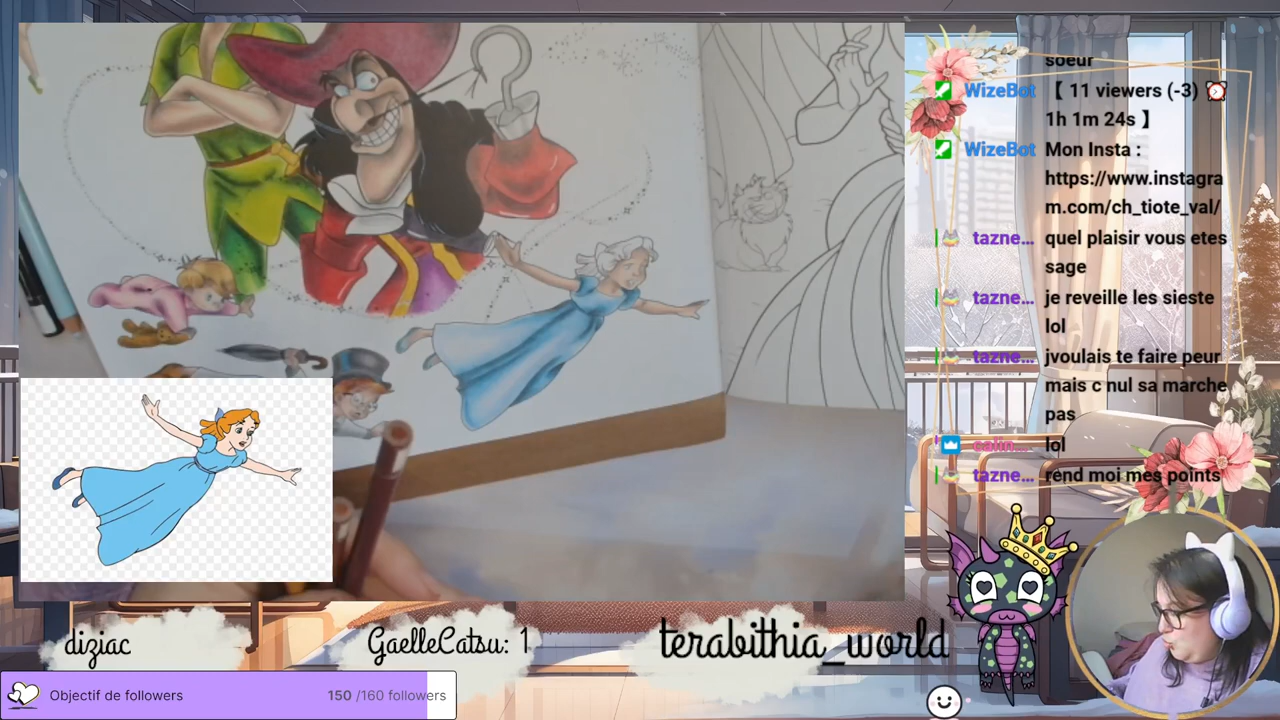 soeur
WizeBot 【 11 viewers (-3) ⏰
1h 1m 24s 】
WizeBot Mon Insta :
https://www.instagra
m.com/ch_tiote_val/
tazne... quel plaisir vous etes
sage
tazne... je reveille les sieste
lol
tazne... jvoulais te faire peur
mais c nul sa marche
pas
calin... lol
tazne... rend moi mes points
diziac
GaelleCatsu: 1
terabithia_world
Objectif de followers 150 /160 followers